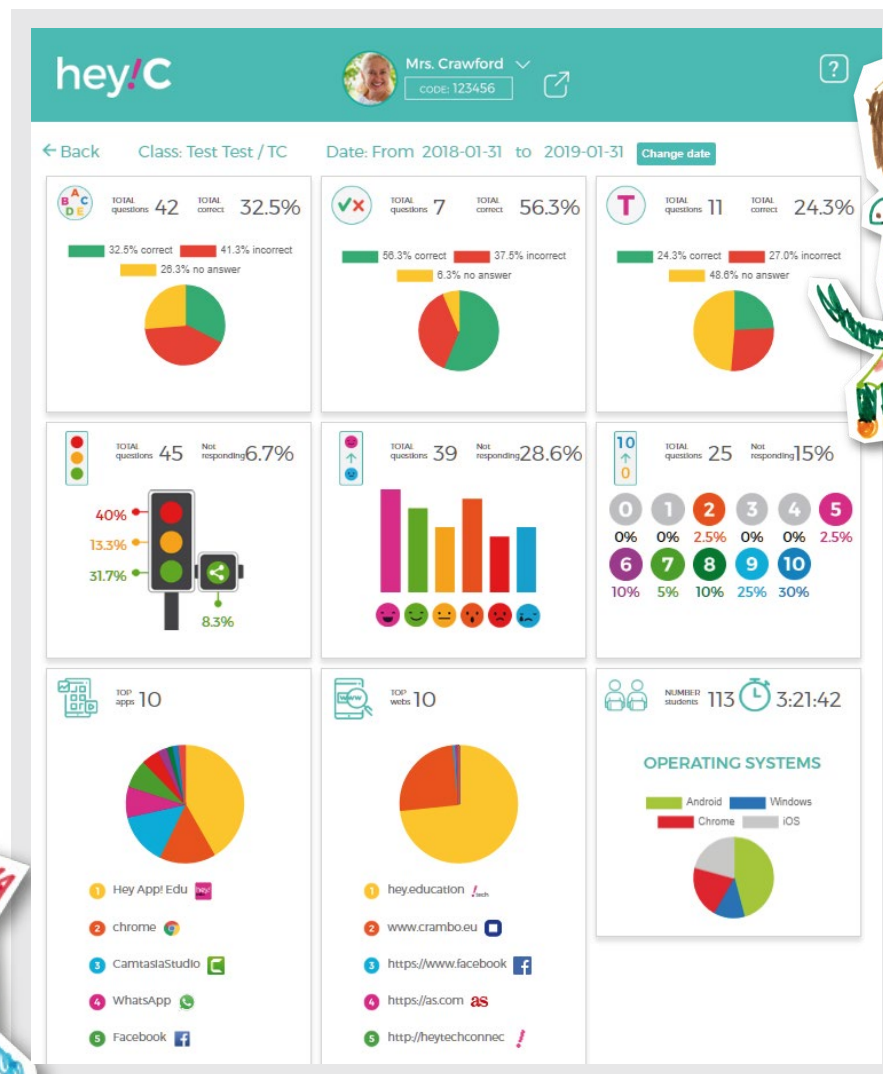 hey!C
Mrs. Crawford
CODE: 123456
?
← Back Class: Test Test / TC Date: From 2018-01-31 to 2019-01-31 Change date
A B C D E TOTAL questions 42 TOTAL correct 32.5%
32.5% correct 41.3% incorrect
26.3% no answer
TOTAL questions 7 TOTAL correct 56.3%
56.3% correct 37.5% incorrect
6.3% no answer
T TOTAL questions 11 TOTAL correct 24.3%
24.3% correct 27.0% incorrect
48.6% no answer
TOTAL questions 45 Not responding 6.7%
40%
13.3%
31.7%
8.3%
TOTAL questions 39 Not responding 28.6%
10 0 TOTAL questions 25 Not responding 15%
0 1 2 3 4 5
0% 0% 2.5% 0% 0% 2.5%
6 7 8 9 10
10% 5% 10% 25% 30%
TOP apps 10
1 Hey App! Edu hey!
2 chrome
3 CamtasiaStudio
4 WhatsApp
5 Facebook
www TOP webs 10
1 hey.education !tech
2 www.crambo.eu
3 https://www.facebook
4 https://as.com as
5 http://heytechconnec
NUMBER students 113 3:21:42
OPERATING SYSTEMS
Android Windows
Chrome iOS